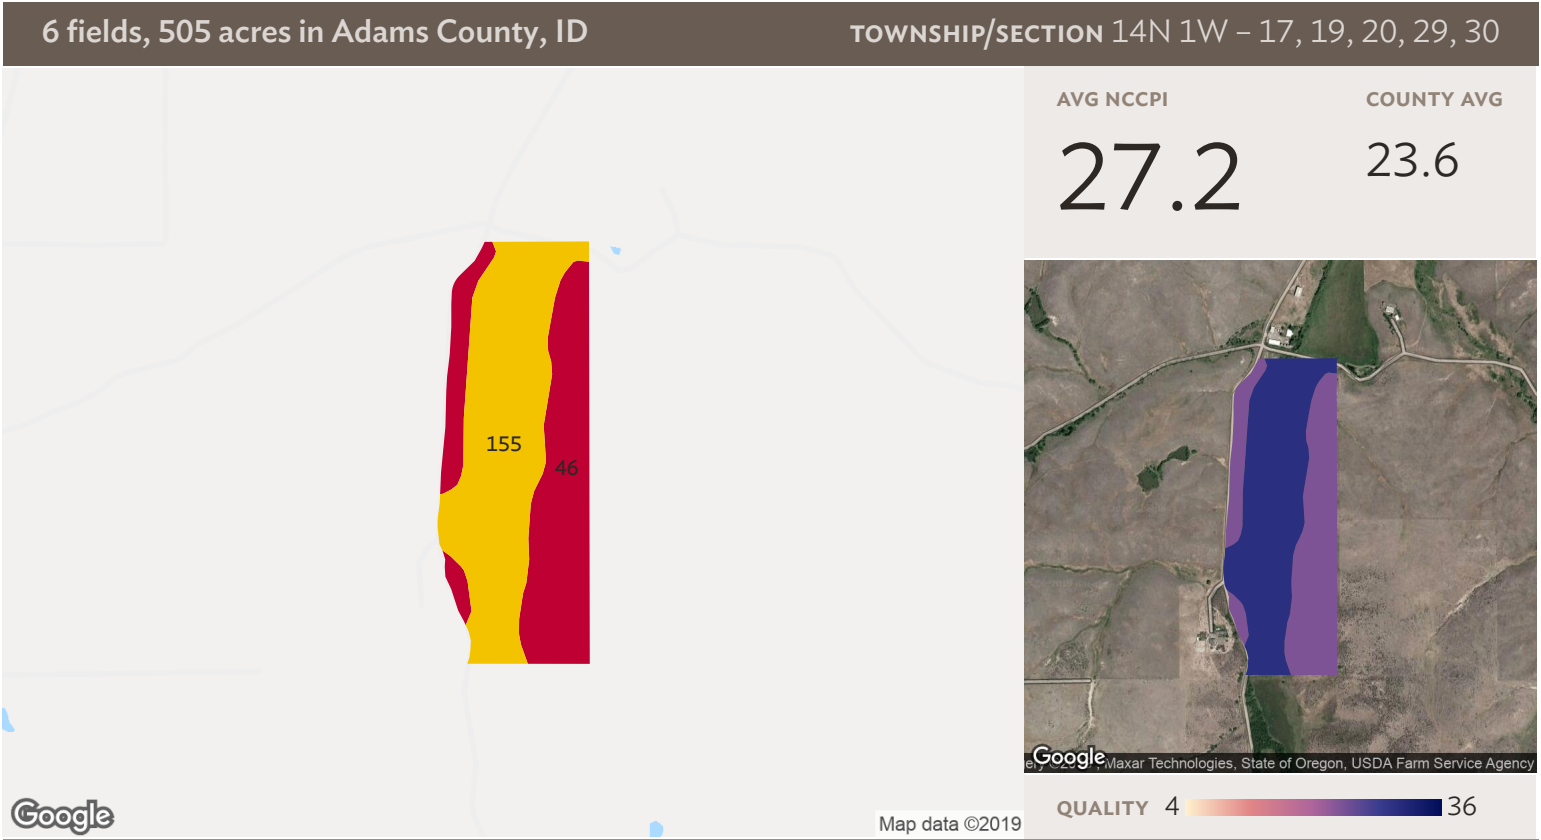 6 fields, 505 acres in Adams County, ID
TOWNSHIP/SECTION 14N 1W – 17, 19, 20, 29, 30
AVG NCCPI
COUNTY AVG
27.2
23.6
155
46
Google
Map data ©2019
Google
Maxar Technologies, State of Oregon, USDA Farm Service Agency
QUALITY 4 36